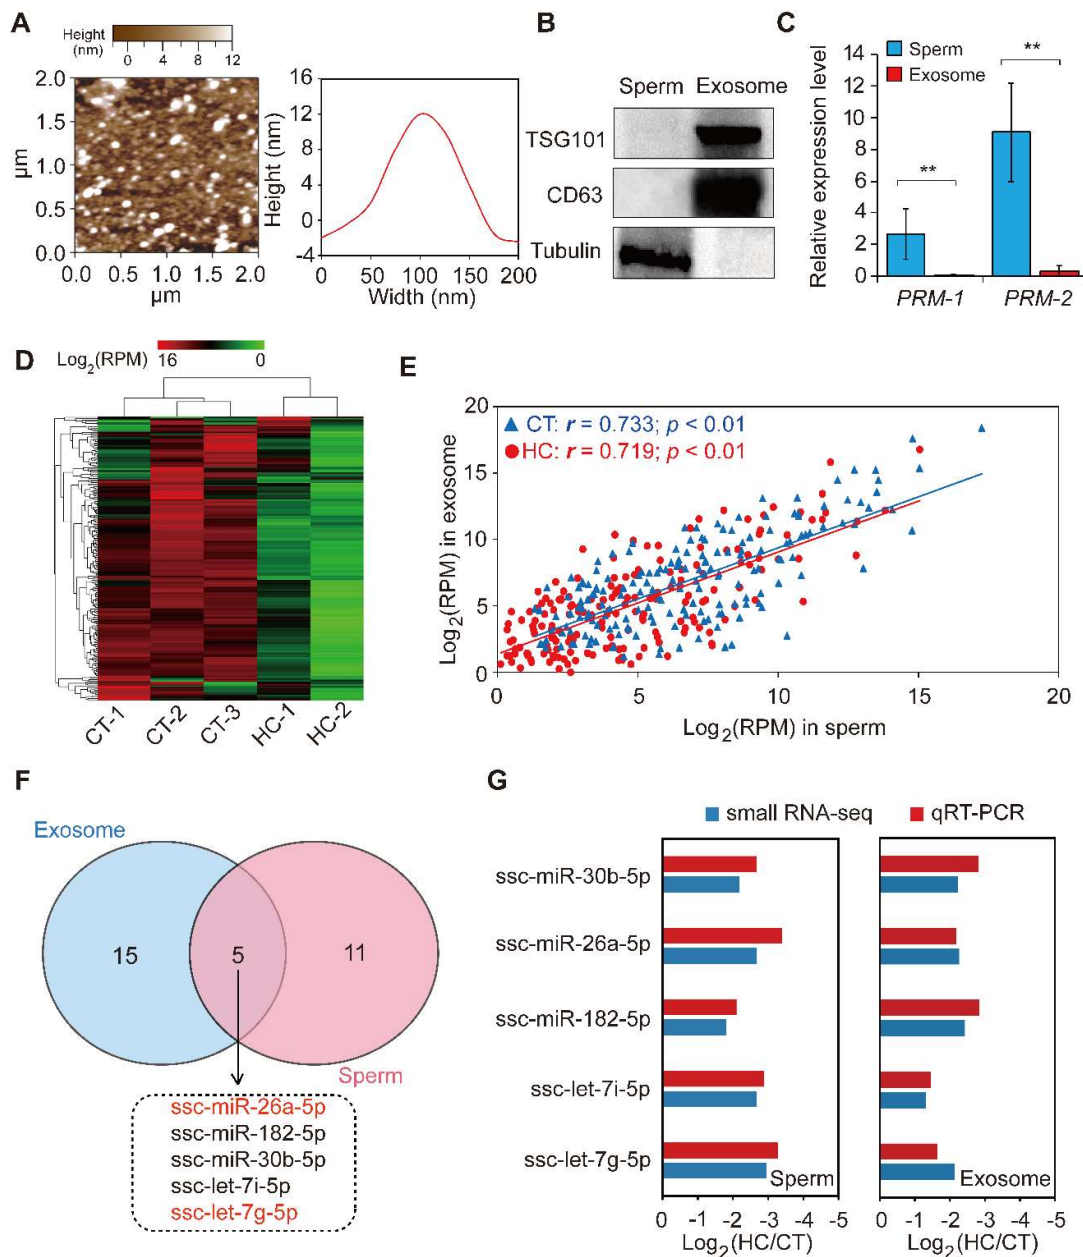 A
Height
(nm)
0 4 8 12
2.0
1.5
1.0
0.5
0.0
µm
0.0 0.5 1.0 1.5 2.0
µm
16
12
8
4
0
-4
Height (nm)
0 50 100 150 200
Width (nm)
B
Sperm Exosome
TSG101
CD63
Tubulin
C
Relative expression level
14
12
10
8
6
4
2
0
Sperm
Exosome
**
**
PRM-1 PRM-2
D
Log2(RPM)
16 0
CT-1 CT-2 CT-3 HC-1 HC-2
E
Log2(RPM) in exosome
20
15
10
5
0
CT: r = 0.733; p < 0.01
HC: r = 0.719; p < 0.01
0 5 10 15 20
Log2(RPM) in sperm
F
Exosome
15 5 11
Sperm
ssc-miR-26a-5p
ssc-miR-182-5p
ssc-miR-30b-5p
ssc-let-7i-5p
ssc-let-7g-5p
G
small RNA-seq qRT-PCR
ssc-miR-30b-5p
ssc-miR-26a-5p
ssc-miR-182-5p
ssc-let-7i-5p
ssc-let-7g-5p
Sperm
Exosome
0 -1 -2 -3 -4 -5
0 -1 -2 -3 -4 -5
Log2(HC/CT)
Log2(HC/CT)